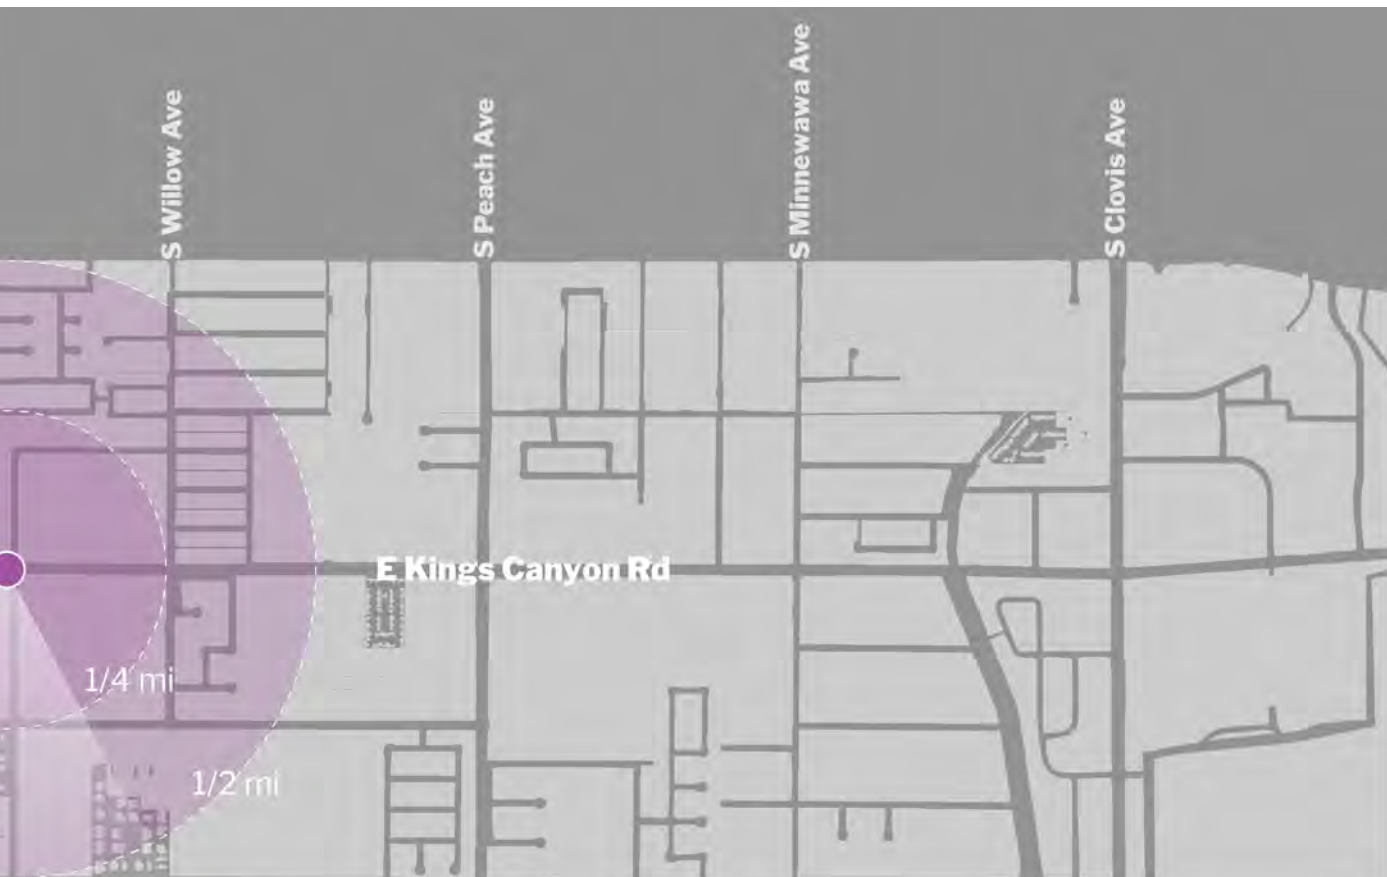 S Willow Ave
S Peach Ave
S Minnewawa Ave
S Clovis Ave
E Kings Canyon Rd
1/4 mi
1/2 mi